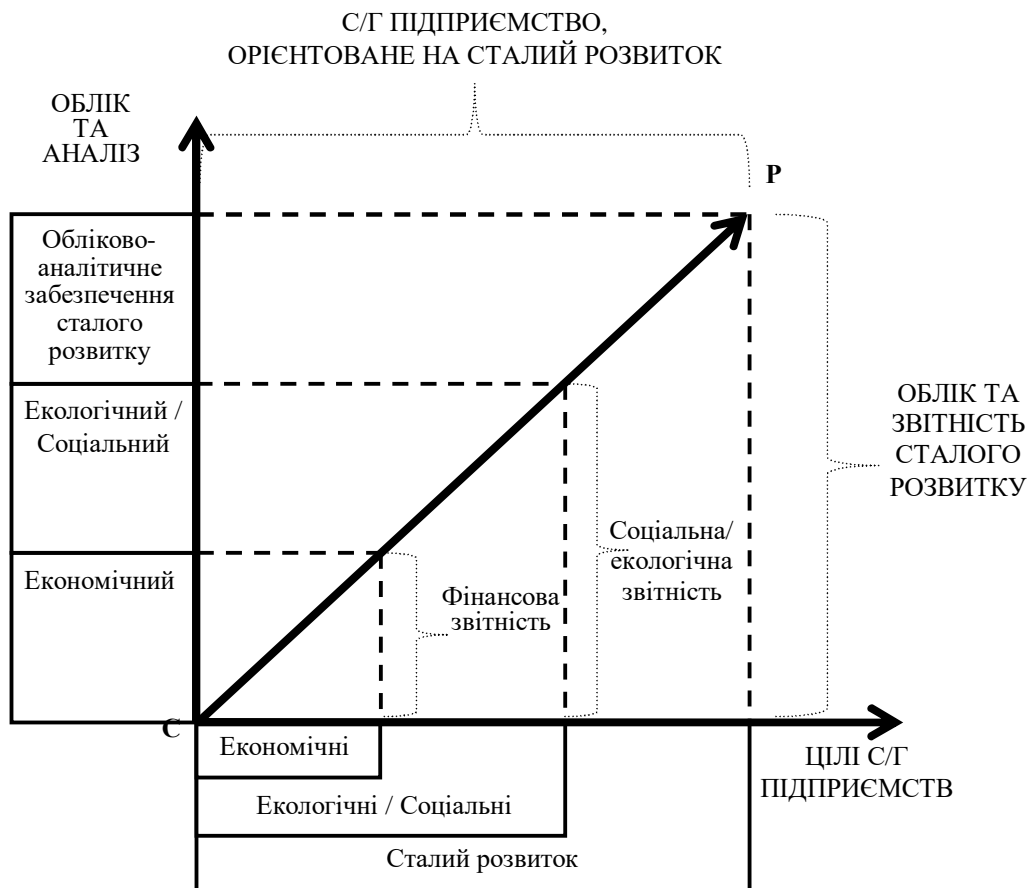 С/Г ПІДПРИЄМСТВО,
ОРІЄНТОВАНЕ НА СТАЛИЙ РОЗВИТОК
ОБЛІК
ТА
АНАЛІЗ
Р
Обліково-
аналітичне
забезпечення
сталого
розвитку
Екологічний /
Соціальний
ОБЛІК ТА
ЗВІТНІСТЬ
СТАЛОГО
РОЗВИТКУ
Соціальна/
екологічна
звітність
Економічний
Фінансова
звітність
С
Економічні
ЦІЛІ С/Г
ПІДПРИЄМСТВ
Екологічні / Соціальні
Сталий розвиток